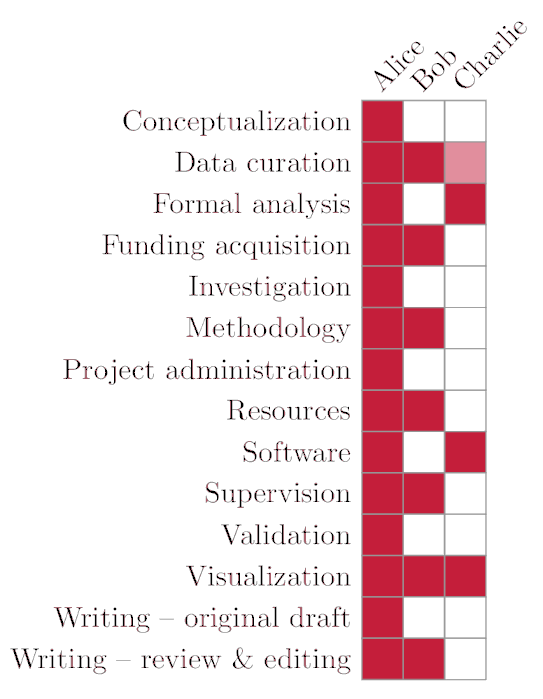 Alice Bob Charlie
Conceptualization
Data curation
Formal analysis
Funding acquisition
Investigation
Methodology
Project administration
Resources
Software
Supervision
Validation
Visualization
Writing – original draft
Writing – review & editing